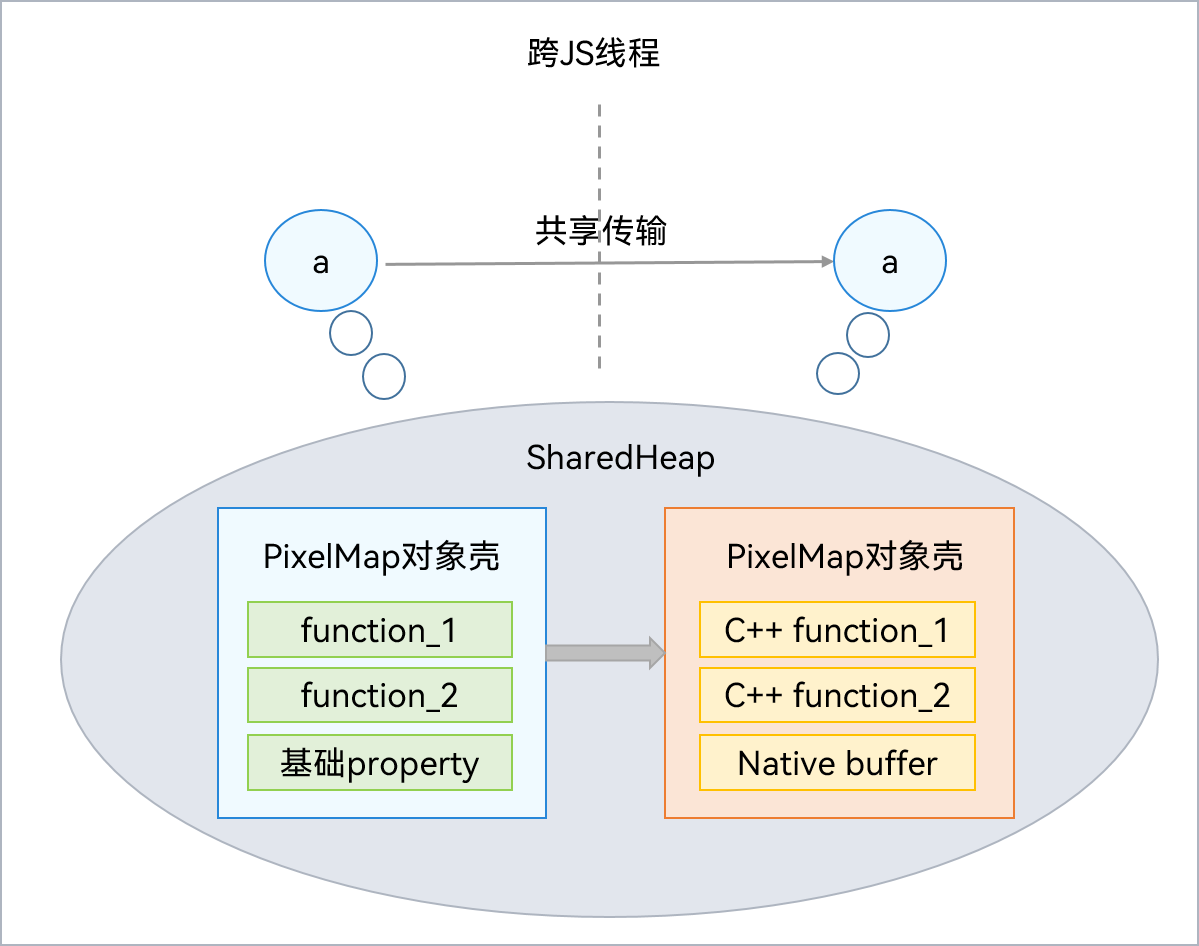 跨JS线程
共享传输
a
a
SharedHeap
PixelMap对象壳
function_1
function_2
基础property
PixelMap对象壳
C++ function_1
C++ function_2
Native buffer